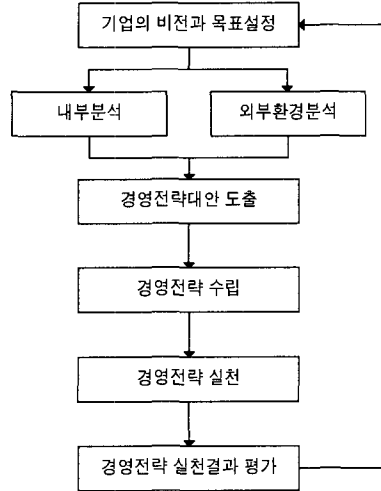 기업의 비전과 목표설정
내부분석
외부환경분석
경영전략대안 도출
경영전략 수립
경영전략 실천
경영전략 실천결과 평가